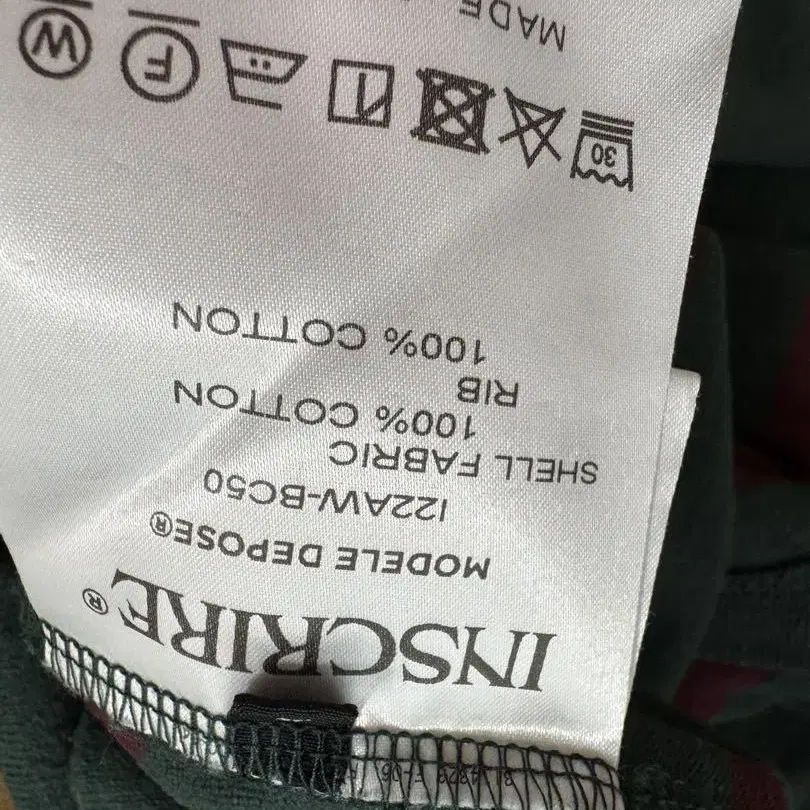 INSCRIRE®
MODELE DEPOSE®
I22AW-BC50
SHELL FABRIC
100% COTTON
RIB
100% COTTON
30
F
W
MADE